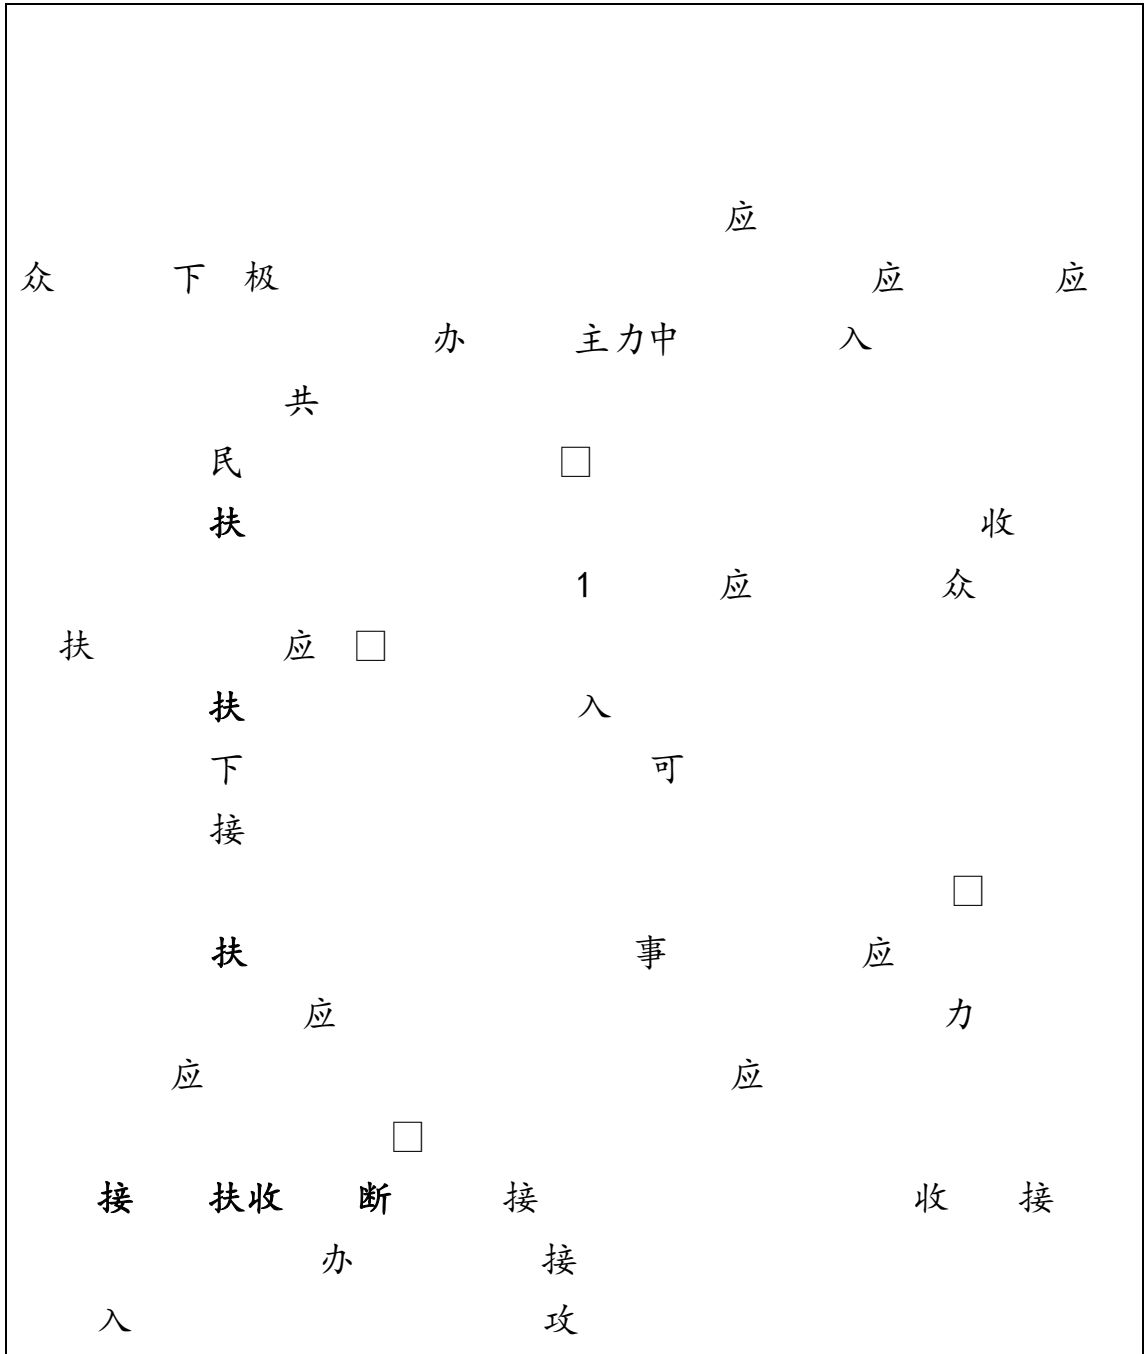 应
众 下 极 应 应
办 主力中 入
共
民 □
扶 收
1 应 众
扶 应 □
扶 入
下 可
接
□
扶 事 应
应 力
应 应
□
接 扶收 断 接 收 接
办 接
入 攻